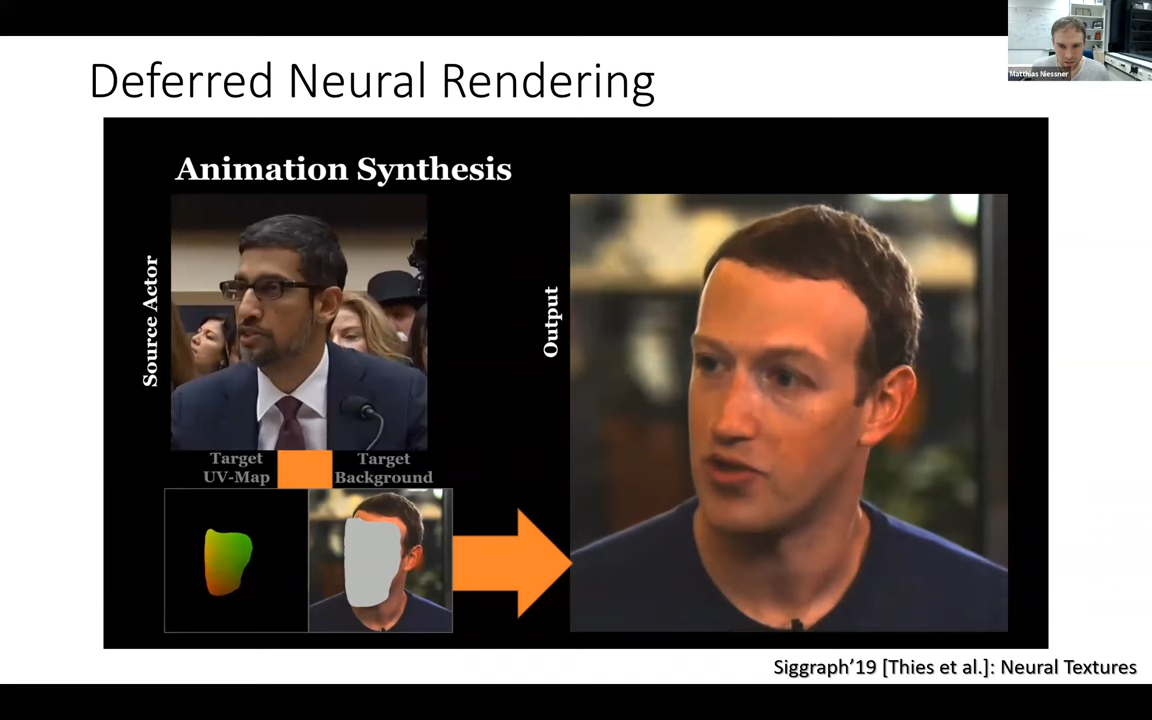 Deferred Neural Rendering
Matthias Niessner
Animation Synthesis
Source Actor
Output
Target
UV-Map
Target
Background
Siggraph'19 [Thies et al.]: Neural Textures